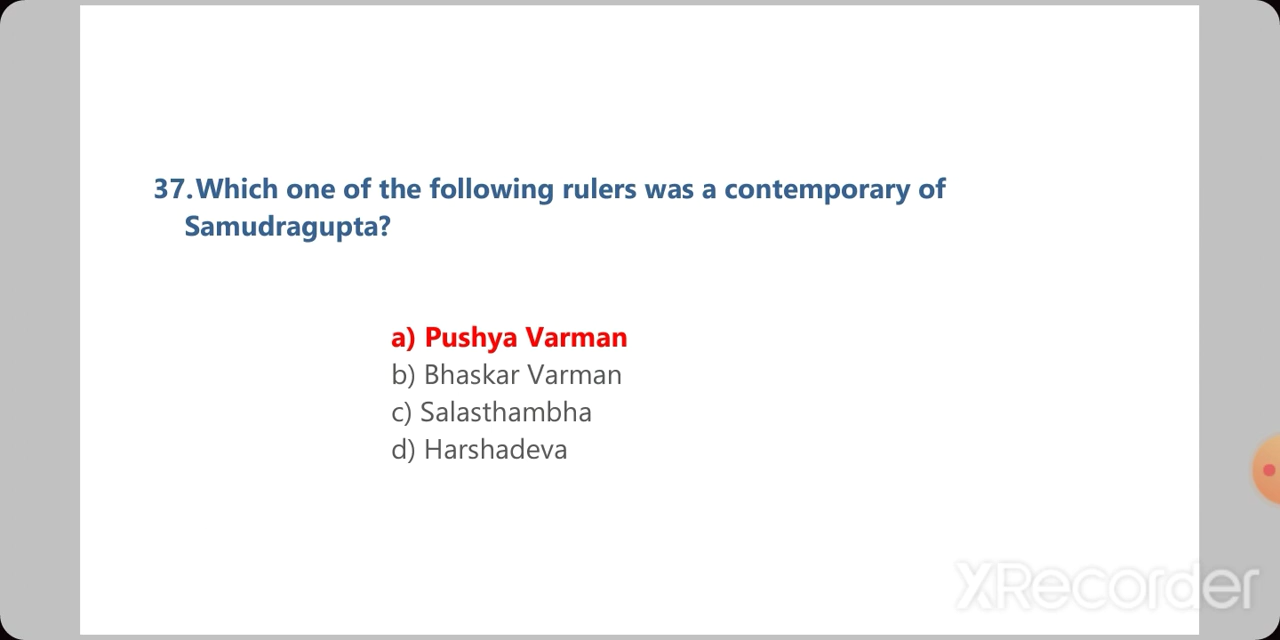 37.Which one of the following rulers was a contemporary of
Samudragupta?
a) Pushya Varman
b) Bhaskar Varman
c) Salasthambha
d) Harshadeva
XRecorder